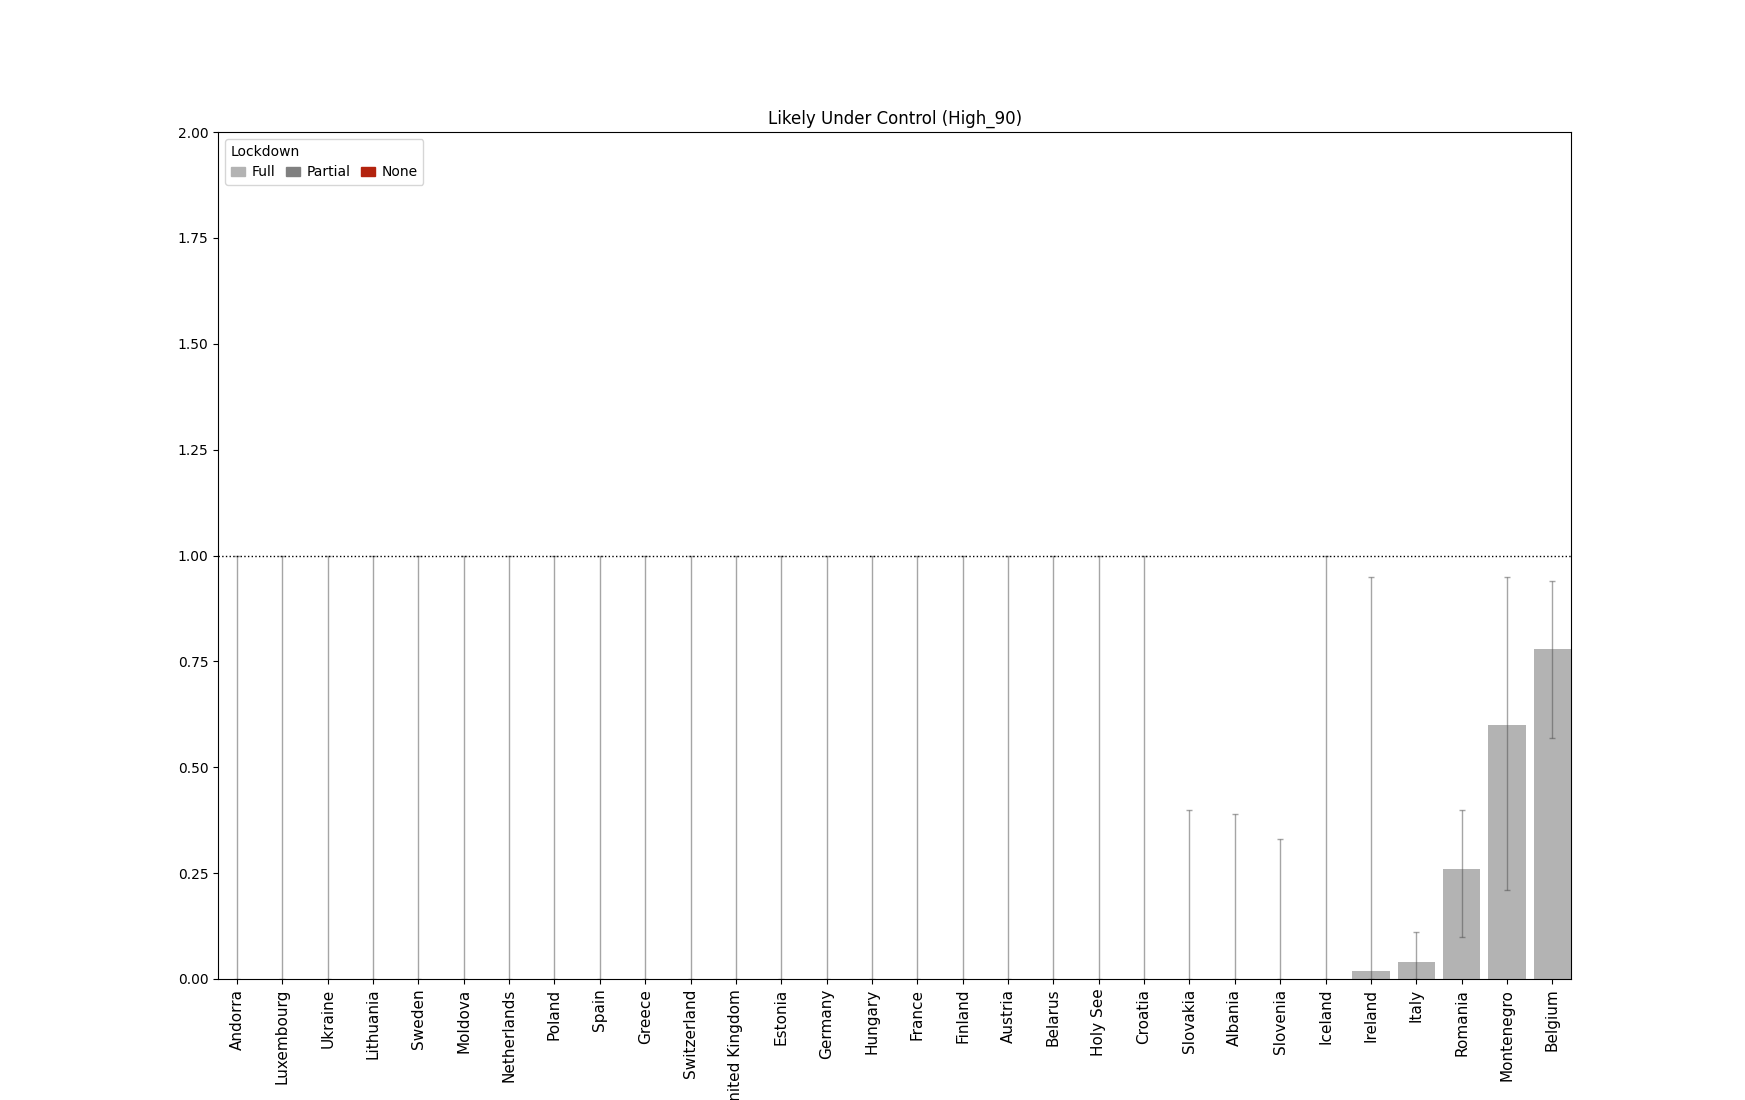 Likely Under Control (High_90)
2.00
Lockdown
Full Partial None
1.75
1.50
1.25
1.00
0.75
0.50
0.25
0.00
Andorra
Luxembourg
Ukraine
Lithuania
Sweden
Moldova
Netherlands
Poland
Spain
Greece
Switzerland
nited Kingdom
Estonia
Germany
Hungary
France
Finland
Austria
Belarus
Holy See
Croatia
Slovakia
Albania
Slovenia
Iceland
Ireland
Italy
Romania
Montenegro
Belgium